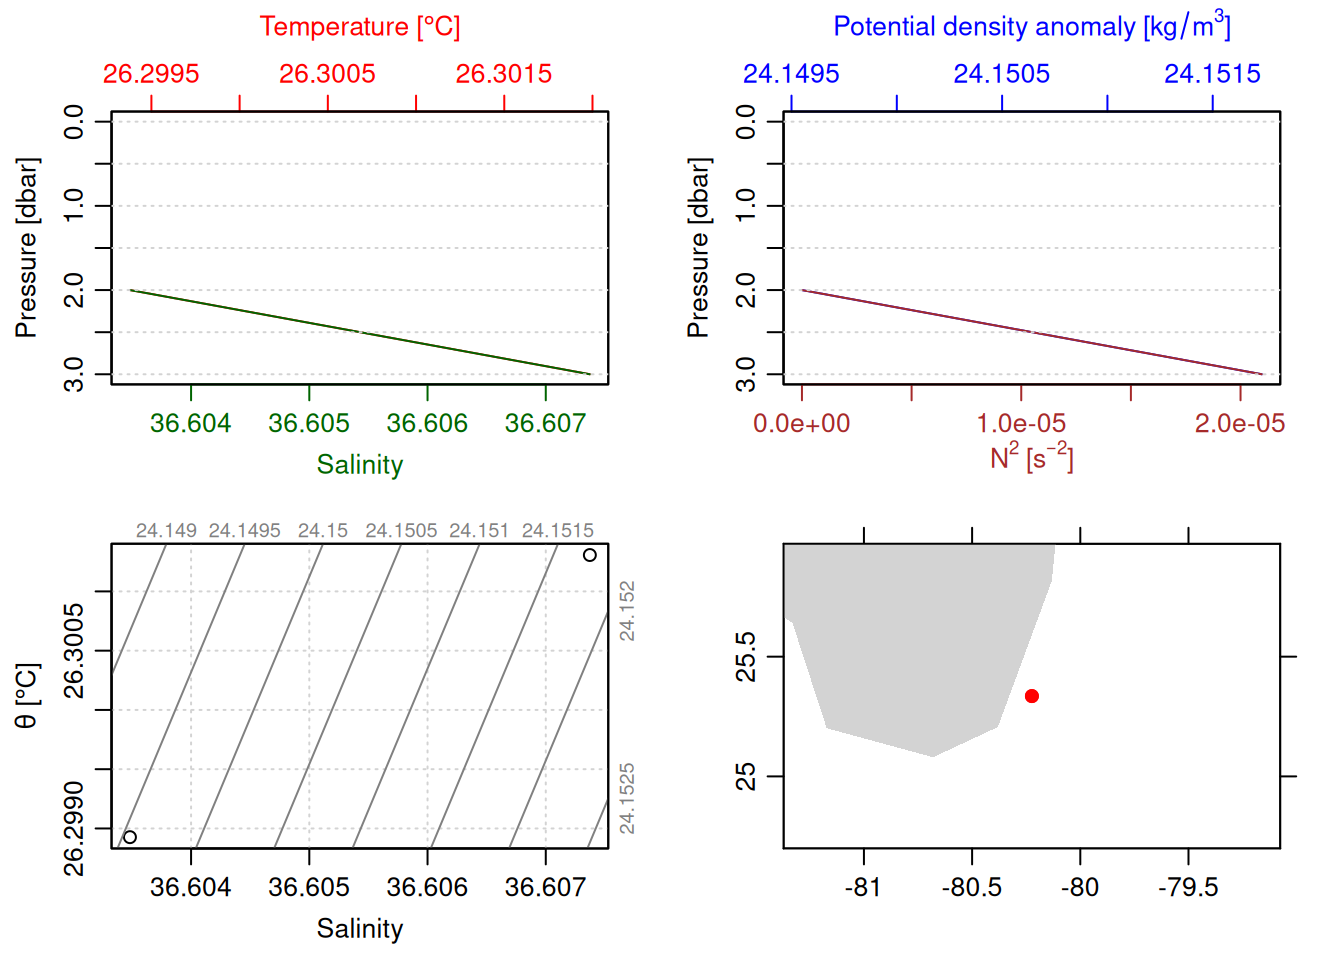 Temperature [°C]
26.2995 26.3005 26.3015
Pressure [dbar]
0.0 1.0 2.0 3.0
36.604 36.605 36.606 36.607
Salinity
Potential density anomaly [kg/m³]
24.1495 24.1505 24.1515
Pressure [dbar]
0.0 1.0 2.0 3.0
0.0e+00 1.0e-05 2.0e-05
N² [s⁻²]
24.149 24.1495 24.15 24.1505 24.151 24.1515
24.152
24.1525
θ [°C]
26.3005
26.2990
36.604 36.605 36.606 36.607
Salinity
25.5
25
-81 -80.5 -80 -79.5